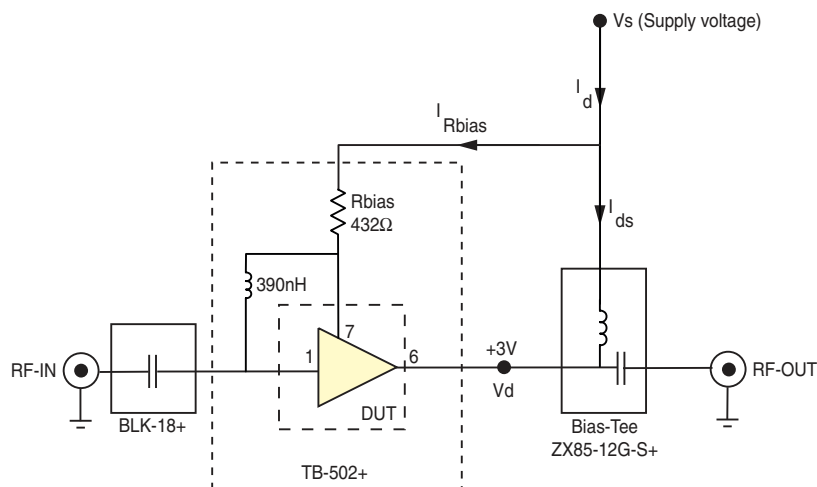 Vs (Supply voltage)
I d
I Rbias
Rbias
432Ω
I ds
390nH
7
1
6
+3V
Vd
RF-IN
RF-OUT
DUT
BLK-18+
Bias-Tee
ZX85-12G-S+
TB-502+